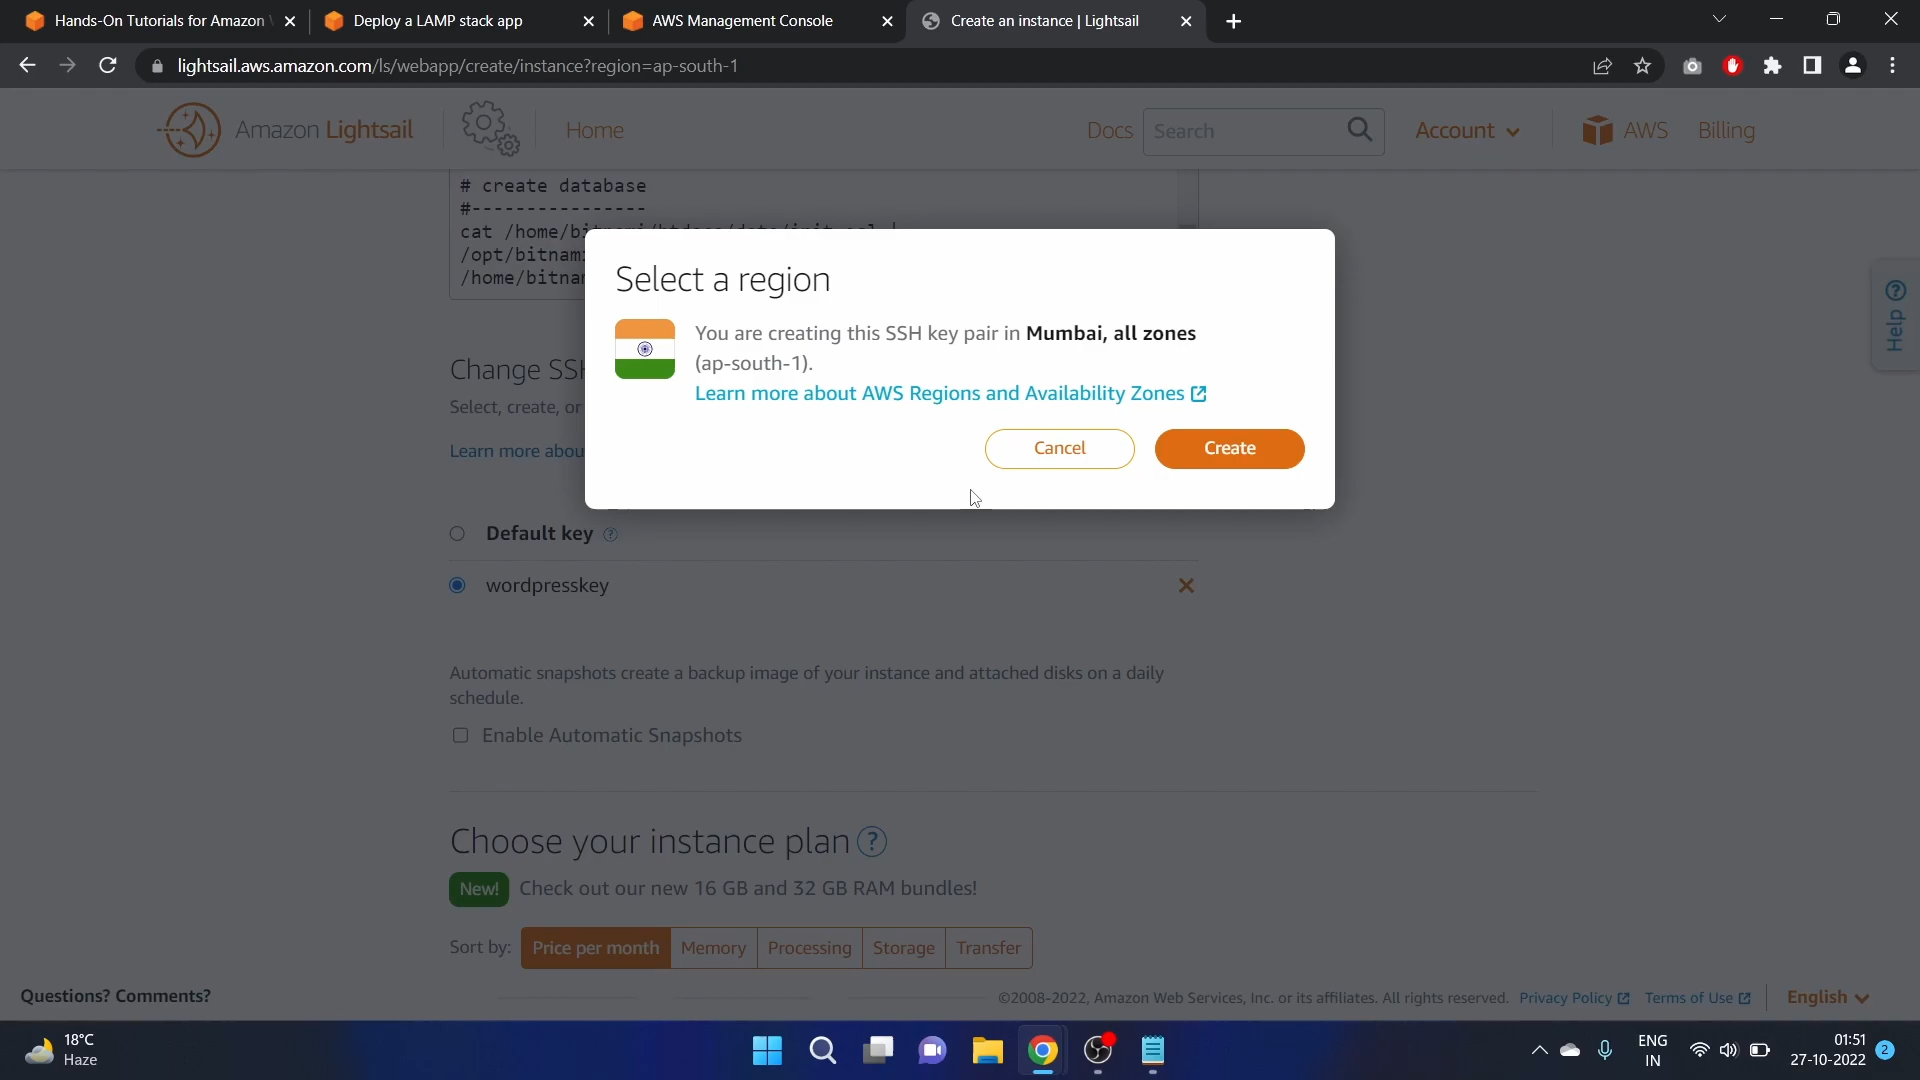 Hands-On Tutorials for Amazon
Deploy a LAMP stack app
AWS Management Console
Create an instance | Lightsail
lightsail.aws.amazon.com/ls/webapp/create/instance?region=ap-south-1
Amazon Lightsail
Home
Docs
Search
Account
AWS
Billing
# create database
#----------------
Select a region
You are creating this SSH key pair in Mumbai, all zones
(ap-south-1).
Learn more about AWS Regions and Availability Zones
Cancel
Create
cat /home/bi
/opt/bitnam
/home/bitna
Change SS
Select, create, or
Learn more abou
Help
Default key
wordpresskey
Automatic snapshots create a backup image of your instance and attached disks on a daily
schedule.
Enable Automatic Snapshots
Choose your instance plan
New! Check out our new 16 GB and 32 GB RAM bundles!
Sort by: Price per month Memory Processing Storage Transfer
Questions? Comments?
©2008-2022, Amazon Web Services, Inc. or its affiliates. All rights reserved. Privacy Policy Terms of Use English
18°C
Haze
ENG
IN
01:51
27-10-2022
2